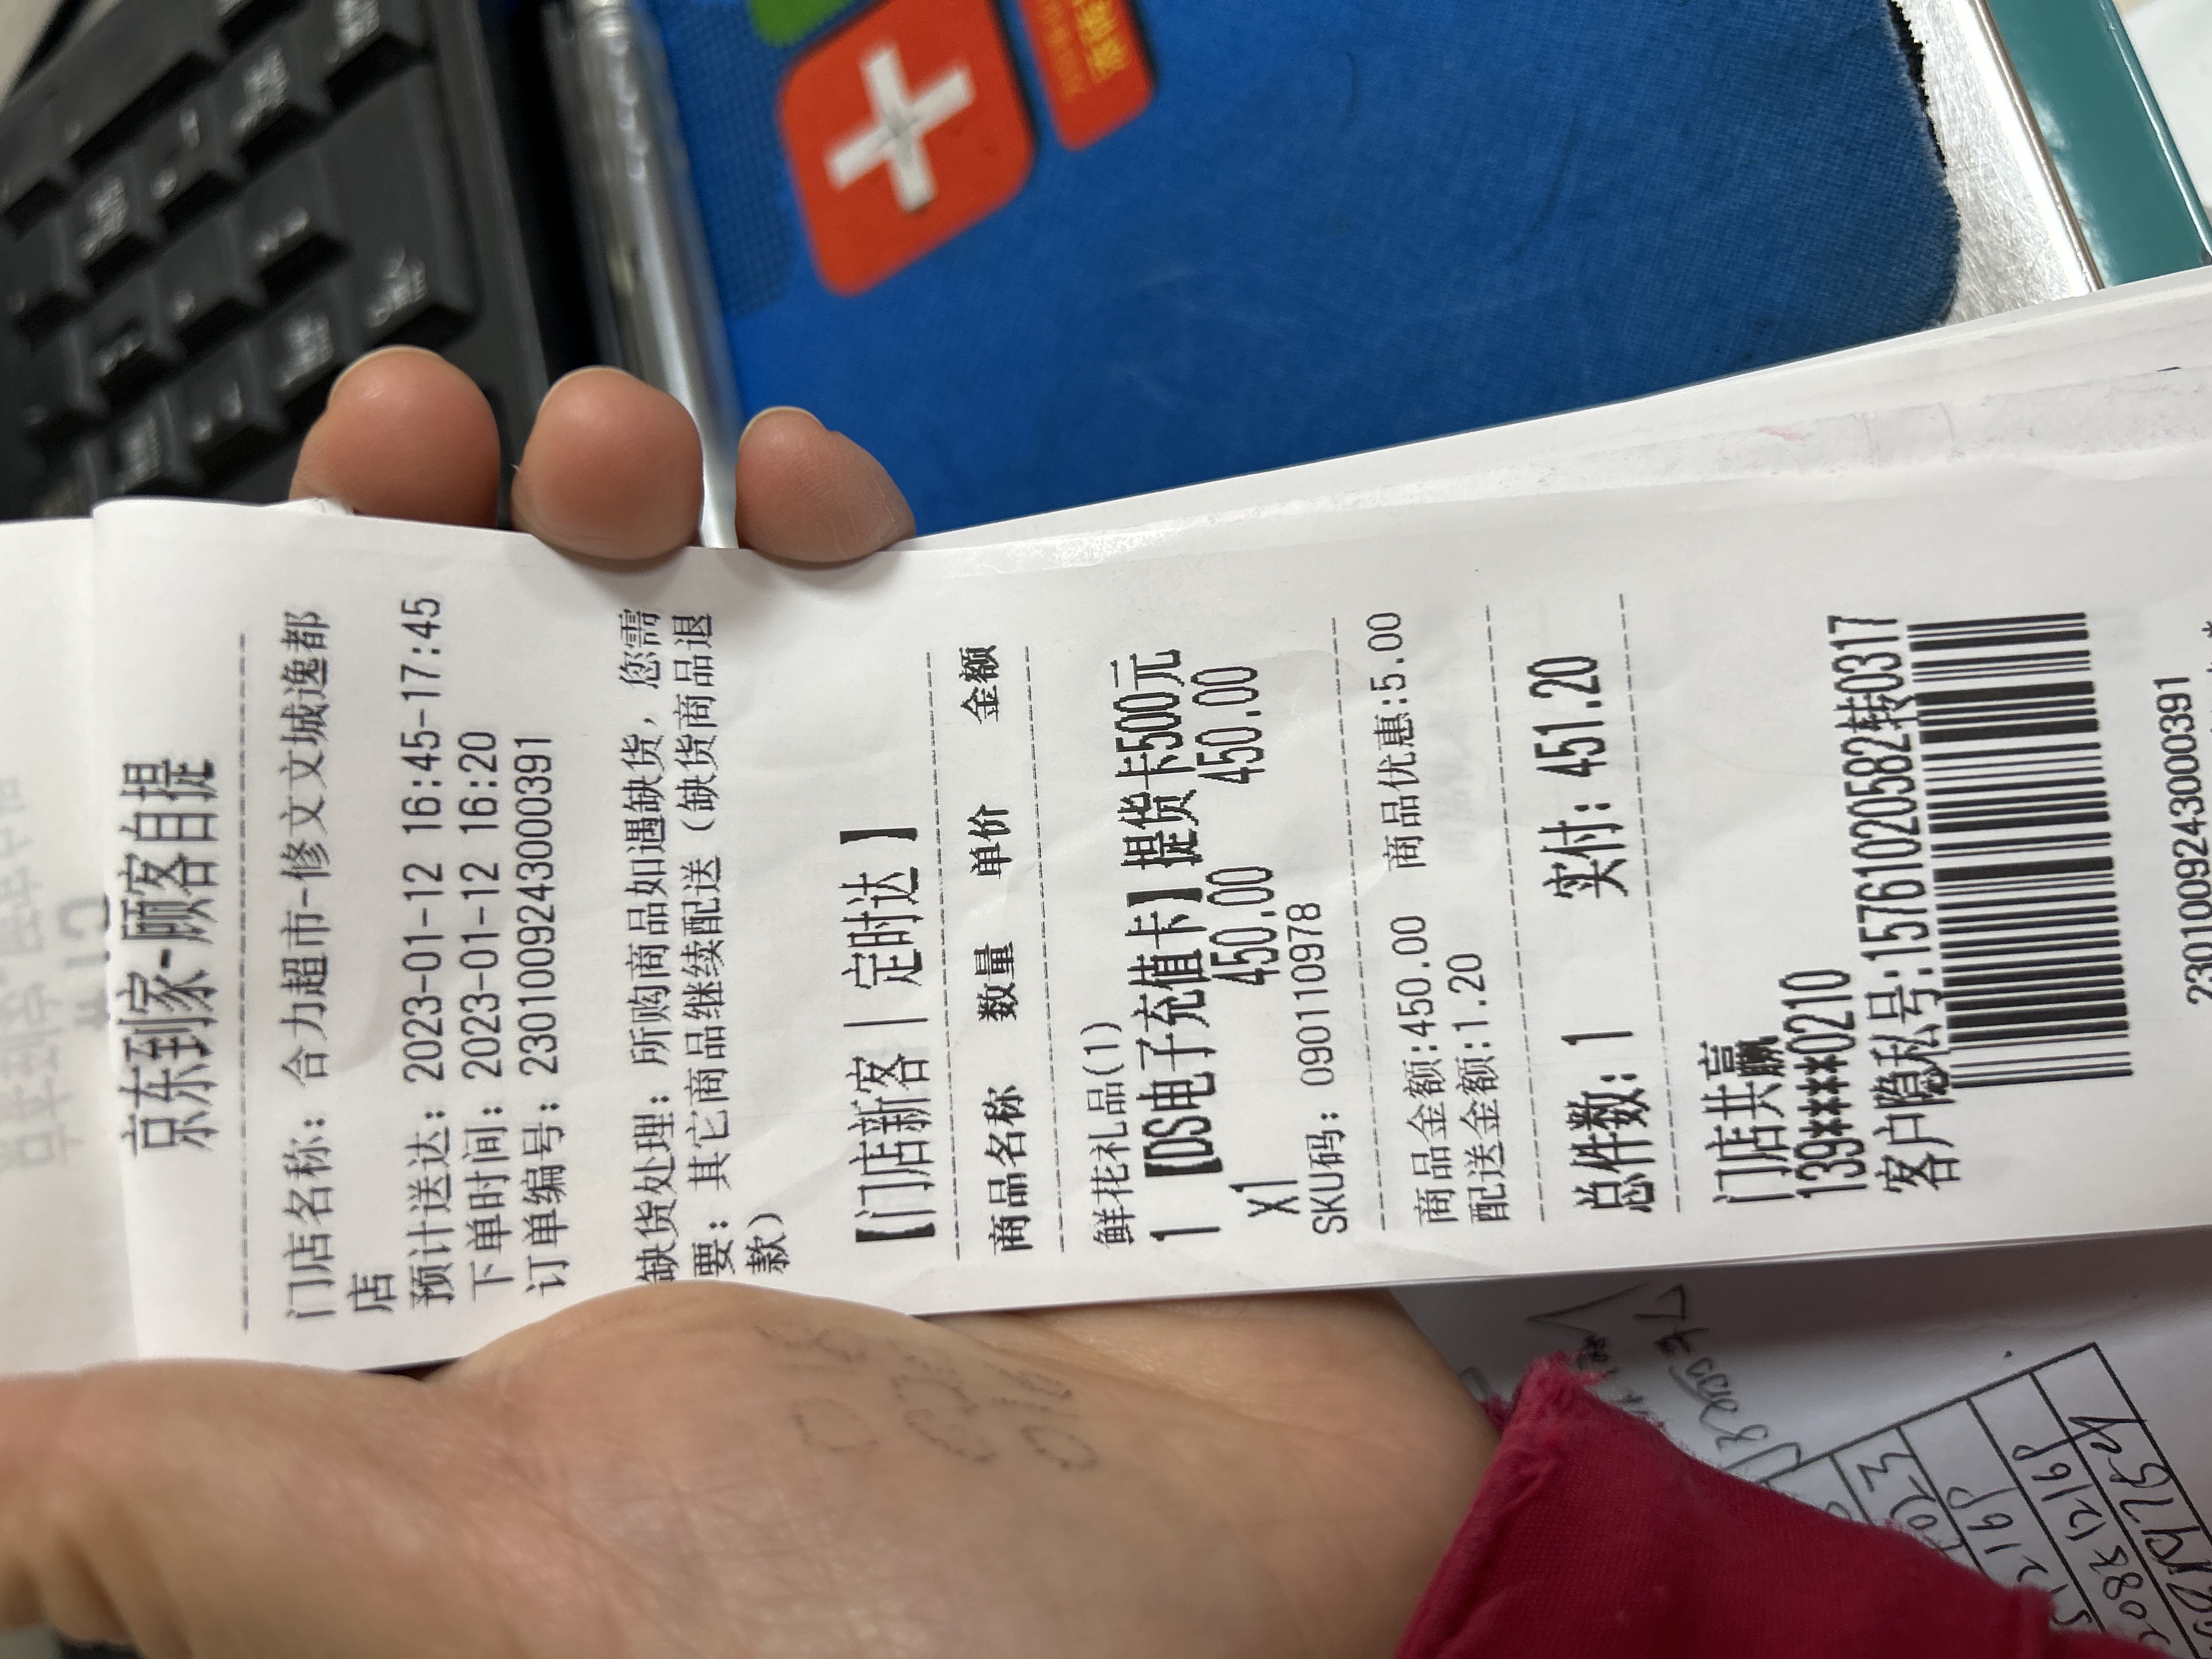 京东到家-顾客自提
门店名称: 合力超市-修文文城逸都
店
预计送达: 2023-01-12 16:45-17:45
下单时间: 2023-01-12 16:20
订单编号: 2301009243000391
缺货处理: 所购商品如遇缺货, 您需
要: 其它商品继续配送 (缺货商品退
款)
【门店新客 | 定时达 】
商品名称 数量 单价 金额
鲜花礼品(1)
1 【DS电子充值卡】提货卡500元
x1 450.00 450.00
SKU码: 090110978
商品金额:450.00 商品优惠:5.00
配送金额:1.20
总件数: 1 实付: 451.20
门店共赢
139****0210
客户隐私号:15761020582转0317
2301009243000391